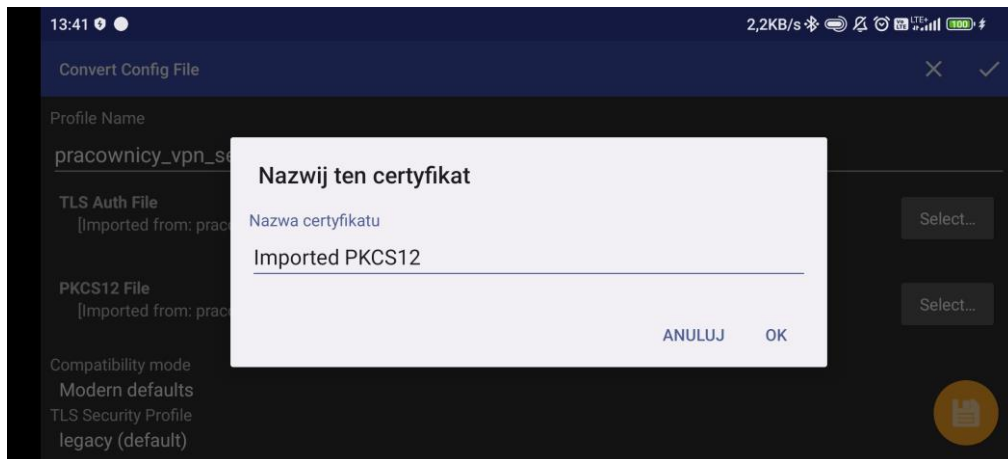 13:41
2,2KB/s
LTE+
100
Convert Config File
Profile Name
pracownicy_vpn_se
TLS Auth File
[Imported from: prac
Select...
PKCS12 File
[Imported from: prac
Select...
Compatibility mode
Modern defaults
TLS Security Profile
legacy (default)
Nazwij ten certyfikat
Nazwa certyfikatu
Imported PKCS12
ANULUJ
OK